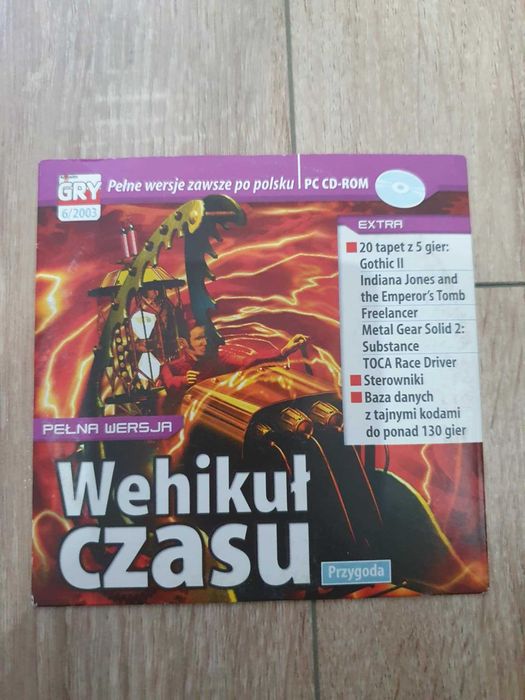 GRY
6/2003
Pełne wersje zawsze po polsku | PC CD-ROM
EXTRA
20 tapet z 5 gier:
Gothic II
Indiana Jones and
the Emperor's Tomb
Freelancer
Metal Gear Solid 2:
Substance
TOCA Race Driver
Sterowniki
Baza danych
z tajnymi kodami
do ponad 130 gier
PEŁNA WERSJA
Wehikuł
czasu
Przygoda